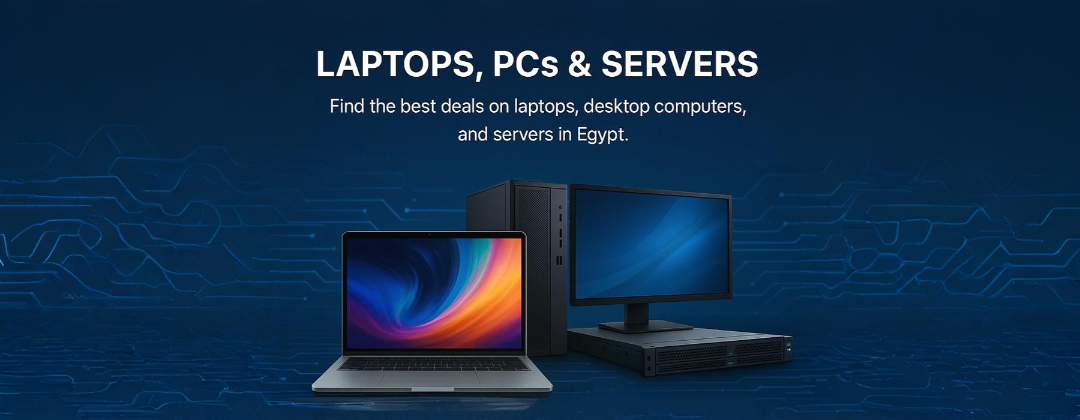 LAPTOPS, PCs & SERVERS
Find the best deals on laptops, desktop computers,
and servers in Egypt.